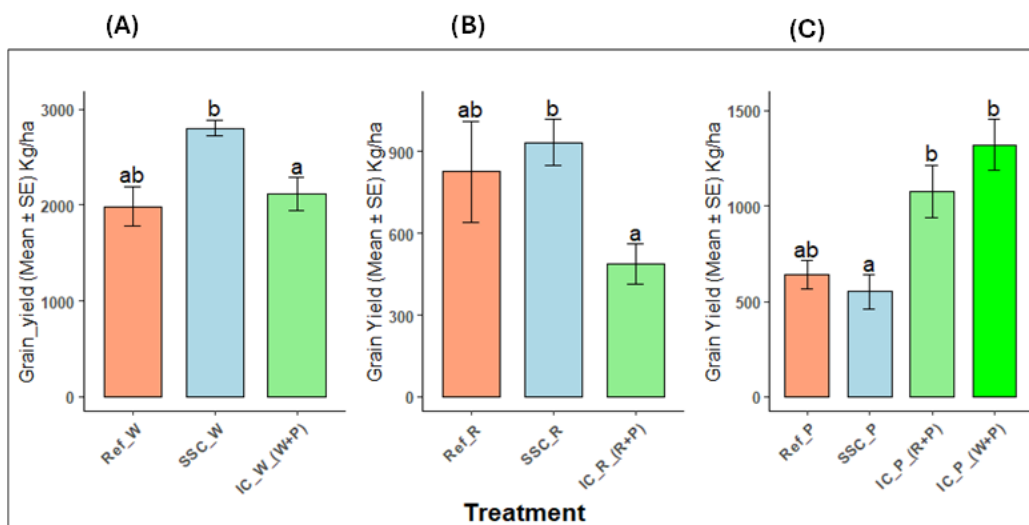 (A)
(B)
(C)
Grain_yield (Mean ± SE) Kg/ha
3000
2000
1000
0
ab
b
a
Ref_W
SSC_W
IC_W_(W+P)
Grain Yield (Mean ± SE) Kg/ha
900
600
300
0
ab
b
a
Ref_R
SSC_R
IC_R_(R+P)
Grain Yield (Mean ± SE) Kg/ha
1500
1000
500
0
ab
a
b
b
Ref_P
SSC_P
IC_P_(R+P)
IC_P_(W+P)
Treatment